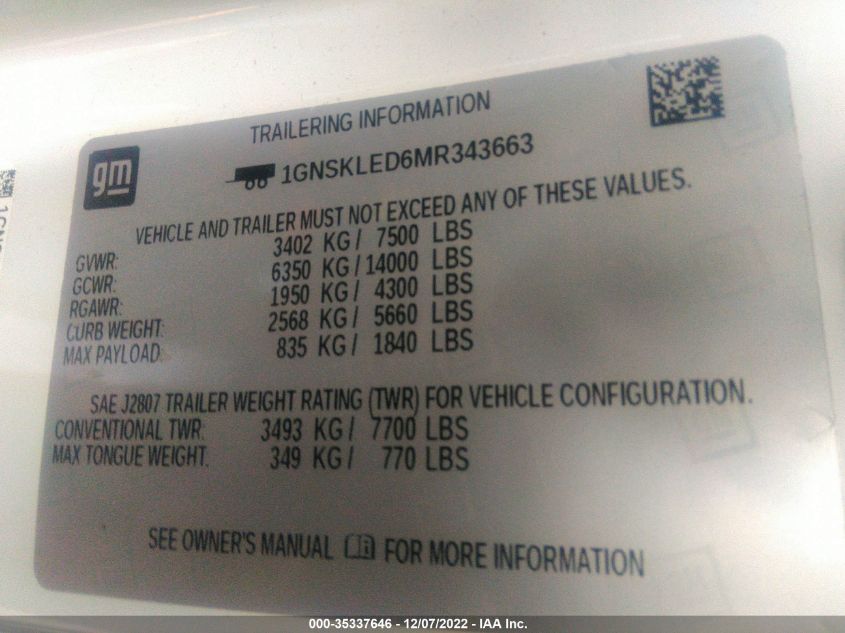 TRAILERING INFORMATION
gm
1GNSKLED6MR343663
VEHICLE AND TRAILER MUST NOT EXCEED ANY OF THESE VALUES.
GVWR: 3402 KG / 7500 LBS
GCWR: 6350 KG / 14000 LBS
RGAWR: 1950 KG / 4300 LBS
CURB WEIGHT: 2568 KG / 5660 LBS
MAX PAYLOAD: 835 KG / 1840 LBS
SAE J2807 TRAILER WEIGHT RATING (TWR) FOR VEHICLE CONFIGURATION.
CONVENTIONAL TWR: 3493 KG / 7700 LBS
MAX TONGUE WEIGHT. 349 KG / 770 LBS
SEE OWNER'S MANUAL FOR MORE INFORMATION
000-35337646 - 12/07/2022 - IAA Inc.